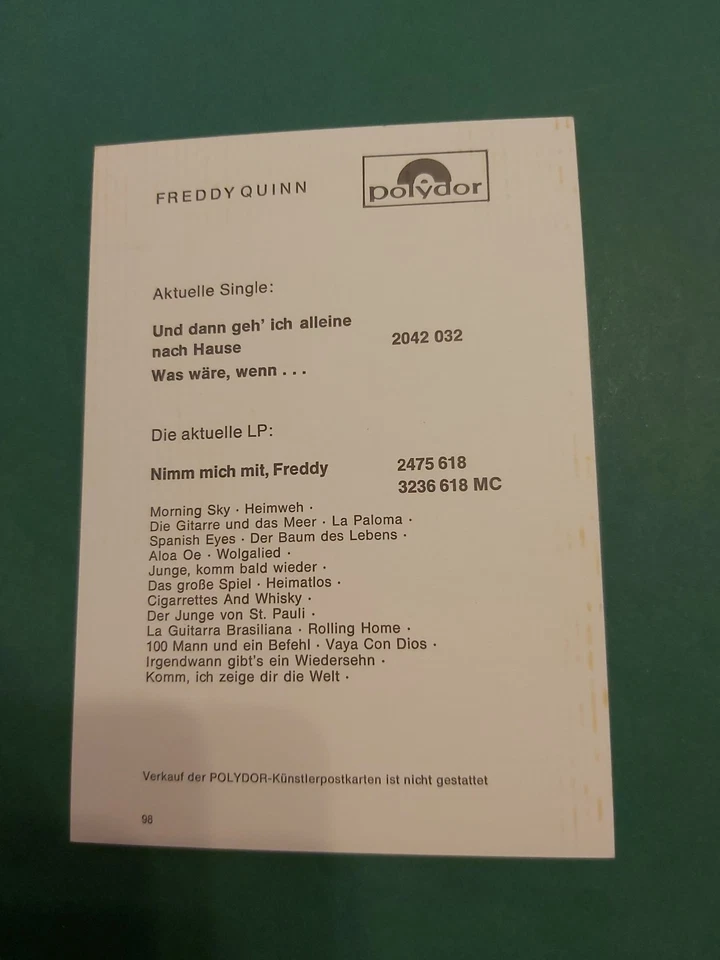 FREDDY QUINN
polydor
Aktuelle Single:
Und dann geh' ich alleine
nach Hause
2042 032
Was wäre, wenn . . .
Die aktuelle LP:
Nimm mich mit, Freddy
2475 618
3236 618 MC
Morning Sky · Heimweh ·
Die Gitarre und das Meer · La Paloma ·
Spanish Eyes · Der Baum des Lebens ·
Aloa Oe · Wolgalied ·
Junge, komm bald wieder ·
Das große Spiel · Heimatlos ·
Cigarrettes And Whisky ·
Der Junge von St. Pauli ·
La Guitarra Brasiliana · Rolling Home ·
100 Mann und ein Befehl · Vaya Con Dios ·
Irgendwann gibt's ein Wiedersehn ·
Komm, ich zeige dir die Welt ·
Verkauf der POLYDOR-Künstlerpostkarten ist nicht gestattet
98